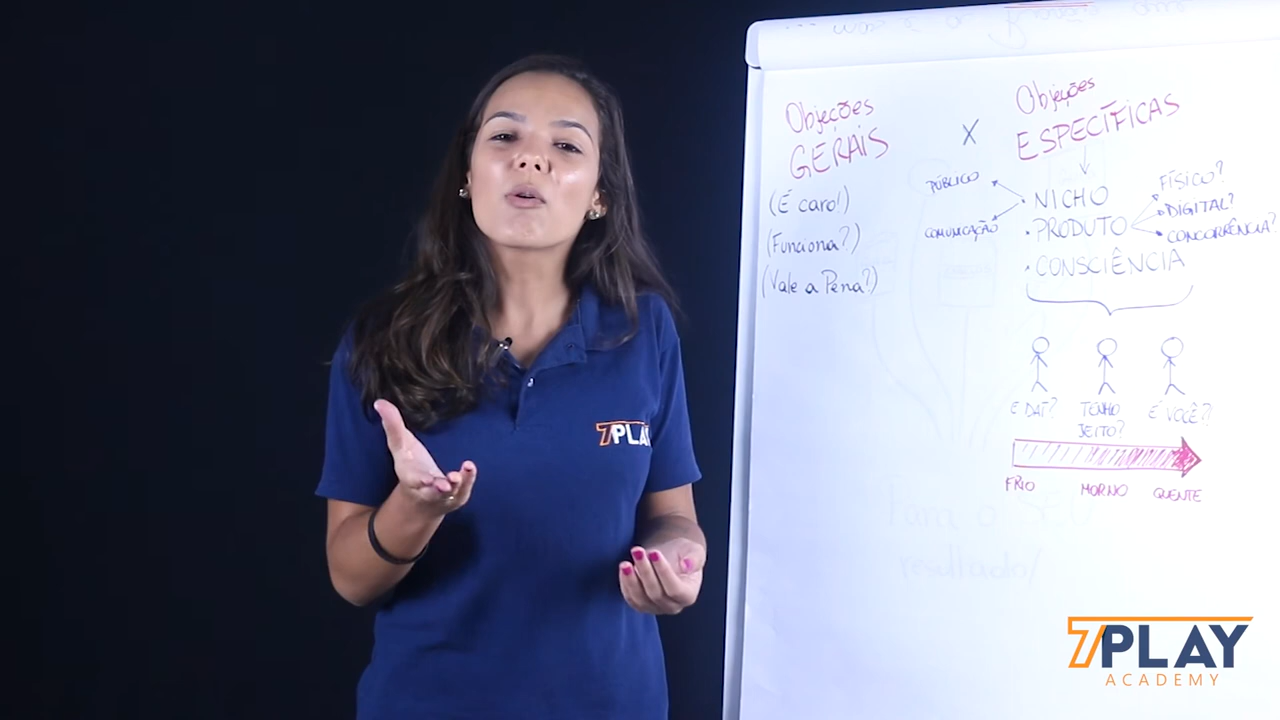 Objeções
GERAIS
(É caro!)
(Funciona?)
(Vale a Pena?)
X
Objeções
ESPECÍFICAS
PÚBLICO
COMUNICAÇÃO
• NICHO
• PRODUTO
• CONSCIÊNCIA
FÍSICO?
DIGITAL?
CONCORRÊNCIA?
E DAÍ?
TENHO
JEITO?
É VOCÊ?!
FRIO
MORNO
QUENTE
resultado!
7PLAY
7PLAY
ACADEMY